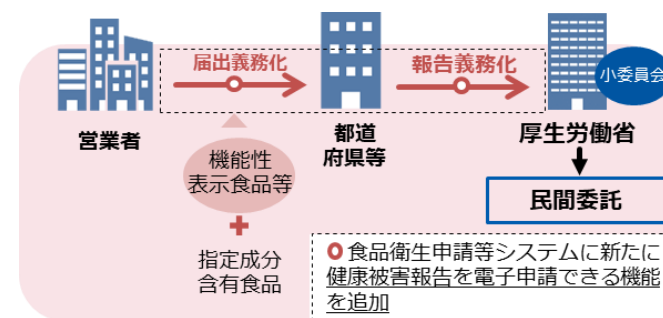 届出義務化
報告義務化
小委員会
営業者
都道
府県等
厚生労働省
機能性
表示食品等
民間委託
指定成分
含有食品
食品衛生申請等システムに新たに
健康被害報告を電子申請できる機能
を追加